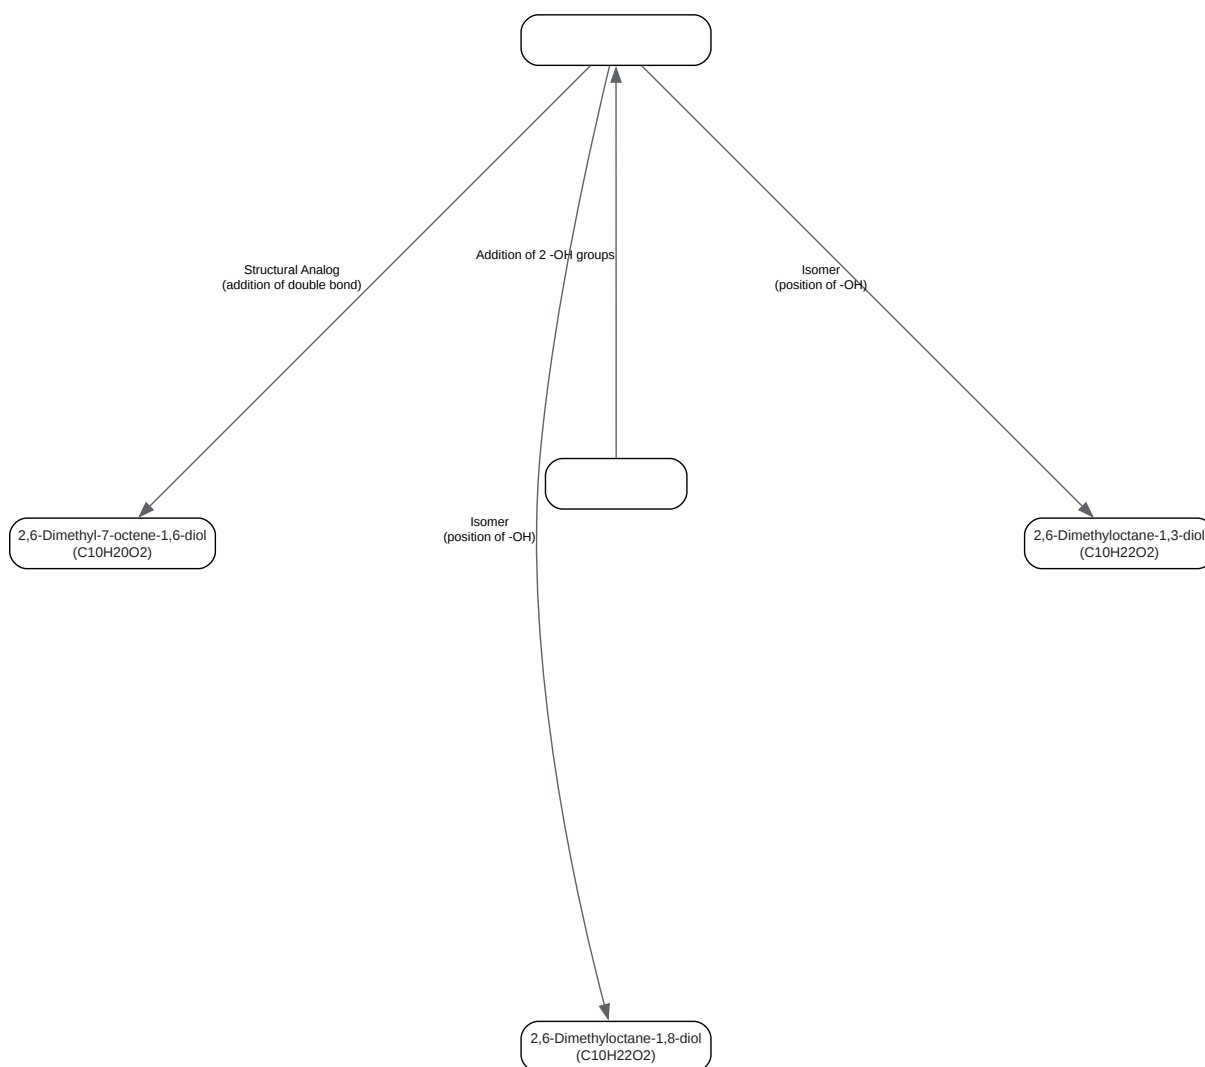 Addition of 2 -OH groups
Structural Analog
(addition of double bond)
Isomer
(position of -OH)
Isomer
(position of -OH)
2,6-Dimethyl-7-octene-1,6-diol
(C10H20O2)
2,6-Dimethyloctane-1,3-diol
(C10H22O2)
2,6-Dimethyloctane-1,8-diol
(C10H22O2)